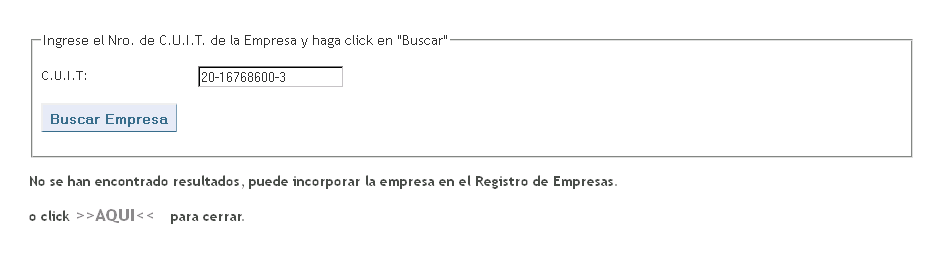 Ingrese el Nro. de C.U.I.T. de la Empresa y haga click en "Buscar"
C.U.I.T: 20-16768600-3
Buscar Empresa
No se han encontrado resultados, puede incorporar la empresa en el Registro de Empresas.
o click >>AQUI<< para cerrar.